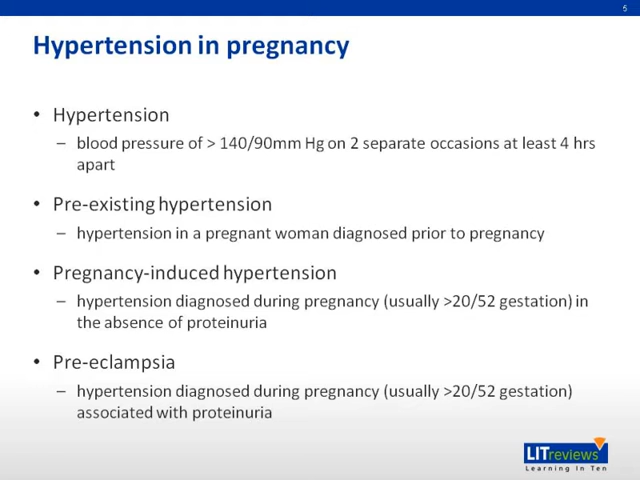 5
Hypertension in pregnancy
• Hypertension
– blood pressure of > 140/90mm Hg on 2 separate occasions at least 4 hrs
apart
• Pre-existing hypertension
– hypertension in a pregnant woman diagnosed prior to pregnancy
• Pregnancy-induced hypertension
– hypertension diagnosed during pregnancy (usually >20/52 gestation) in
the absence of proteinuria
• Pre-eclampsia
– hypertension diagnosed during pregnancy (usually >20/52 gestation)
associated with proteinuria
LITreviews
Learning In Ten